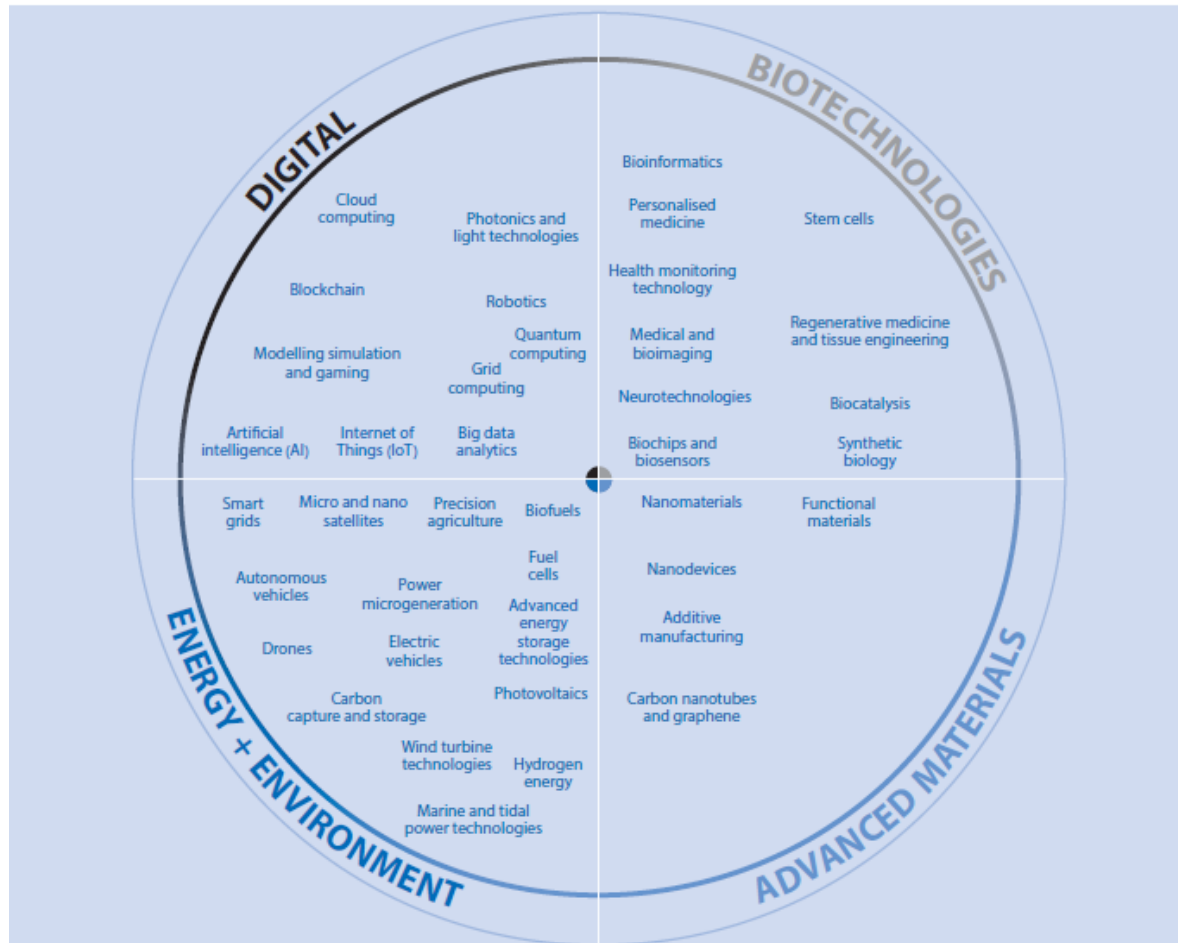 DIGITAL
Cloud
computing
Photonics and
light technologies
Blockchain
Robotics
Quantum
computing
Modelling simulation
and gaming
Grid
computing
Artificial
intelligence (AI)
Internet of
Things (IoT)
Big data
analytics
BIOTECHNOLOGIES
Bioinformatics
Personalised
medicine
Stem cells
Health monitoring
technology
Medical and
bioimaging
Regenerative medicine
and tissue engineering
Neurotechnologies
Biocatalysis
Biochips and
biosensors
Synthetic
biology
ENERGY + ENVIRONMENT
Smart
grids
Micro and nano
satellites
Precision
agriculture
Biofuels
Fuel
cells
Autonomous
vehicles
Power
microgeneration
Advanced
energy
storage
technologies
Drones
Electric
vehicles
Photovoltaics
Carbon
capture and storage
Wind turbine
technologies
Hydrogen
energy
Marine and tidal
power technologies
ADVANCED MATERIALS
Nanomaterials
Functional
materials
Nanodevices
Additive
manufacturing
Carbon nanotubes
and graphene